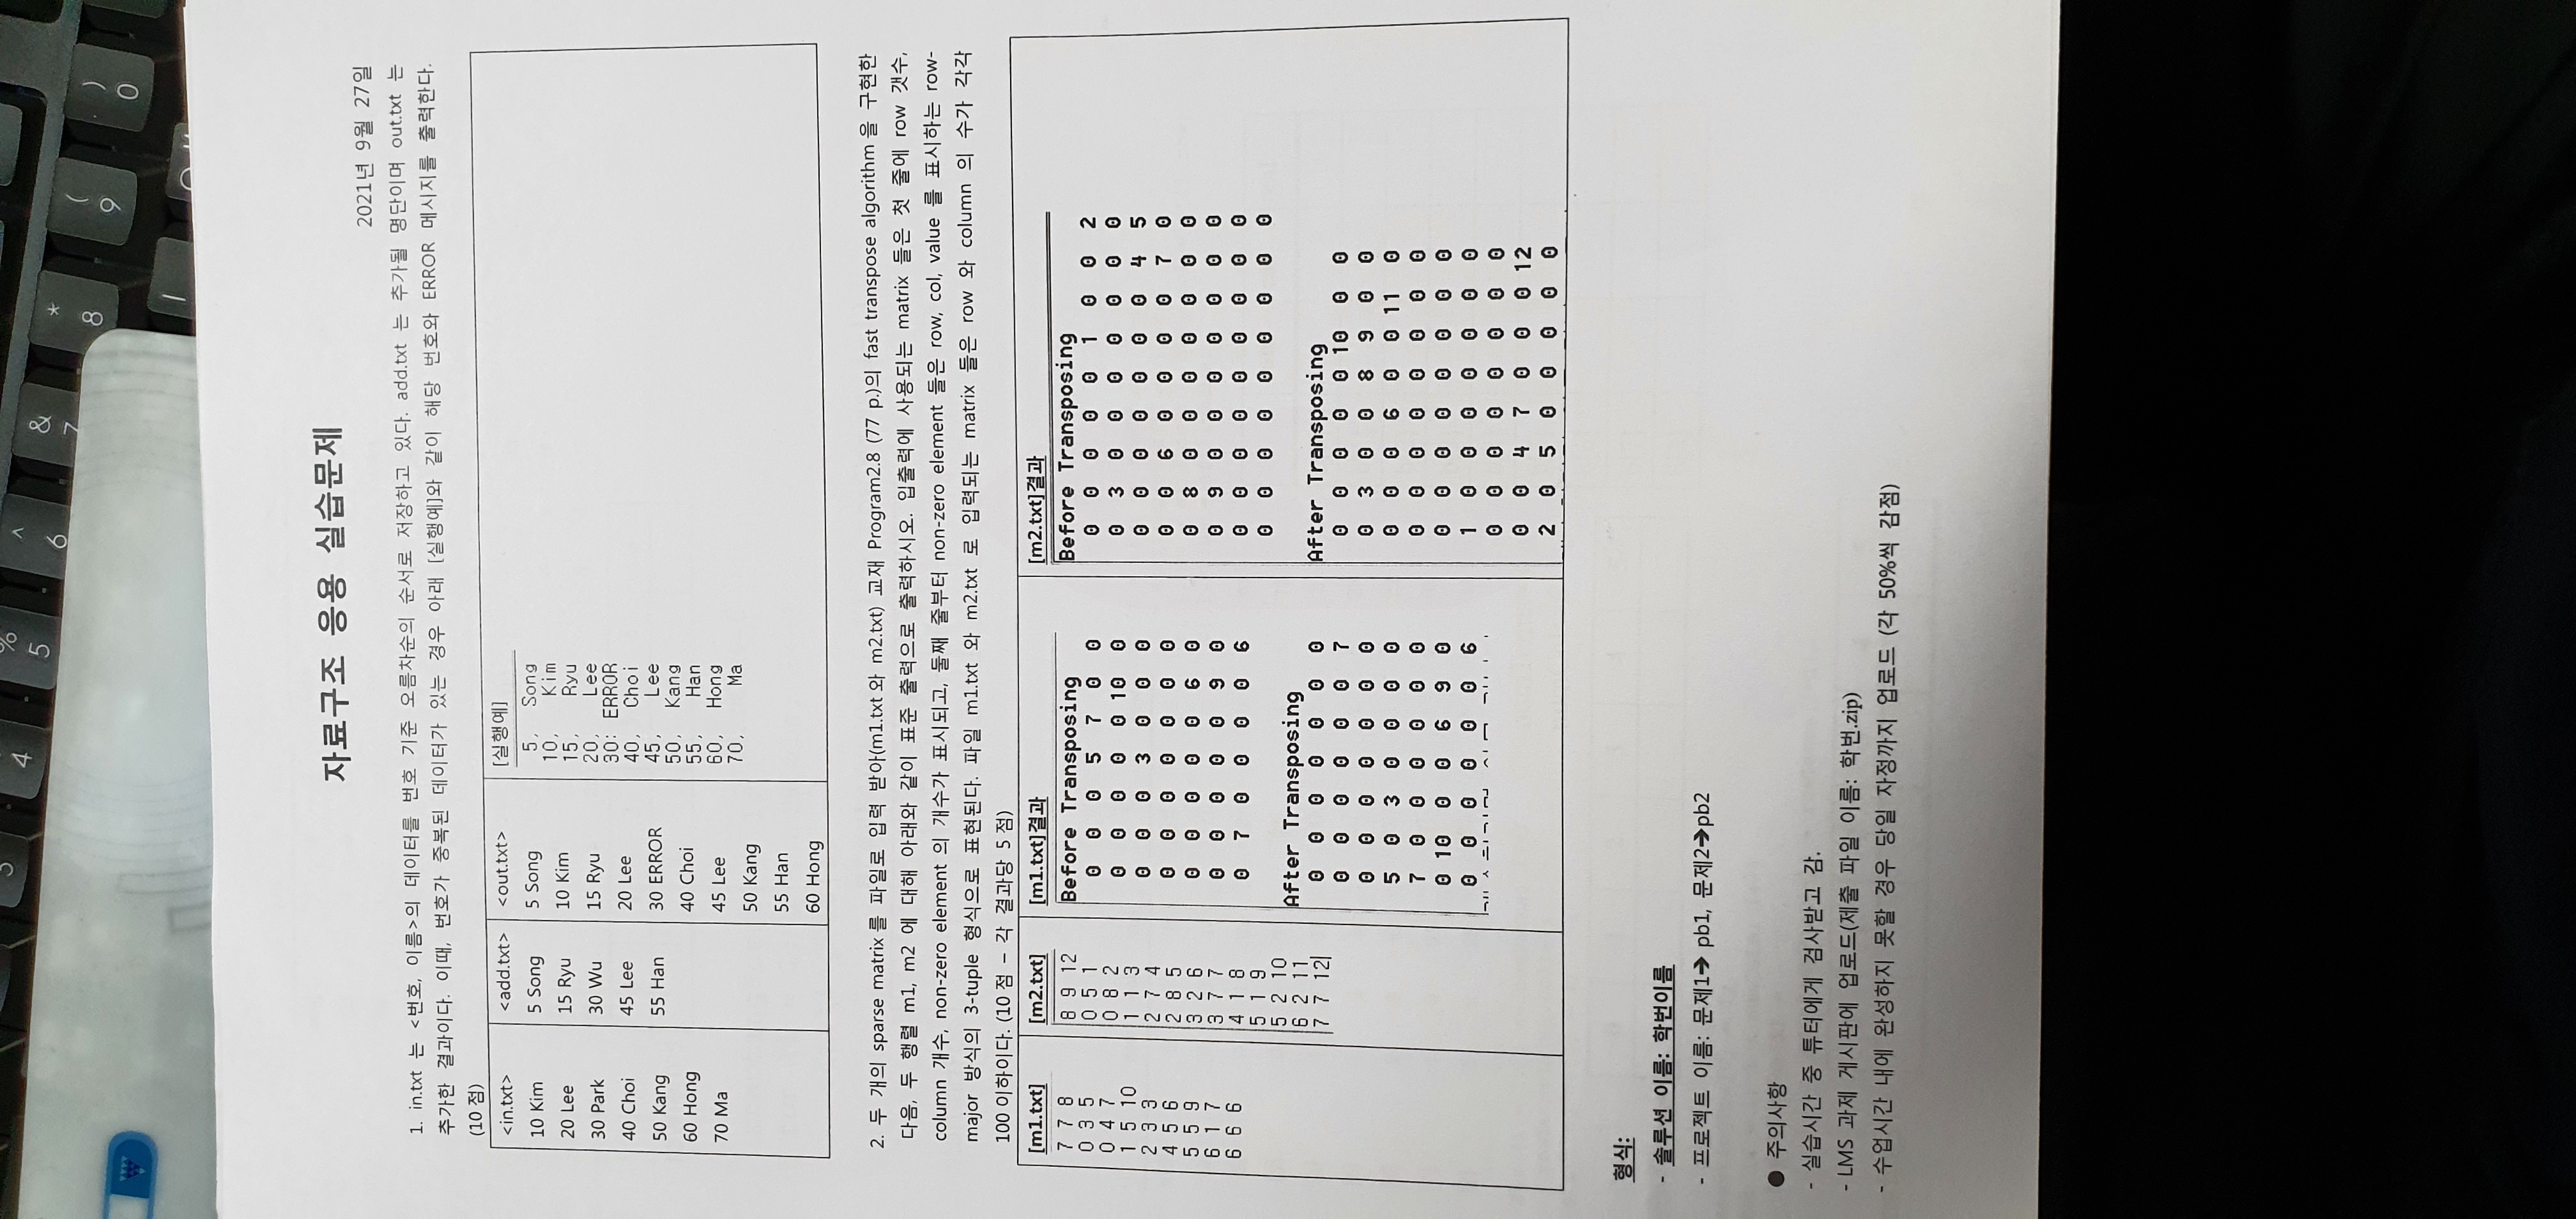 4
%
5
^
6
&
7
*
8
(
9
)
0
자료구조 응용 실습문제
2021년 9월 27일
1. in.txt 는 <번호, 이름>의 데이터를 번호 기준 오름차순의 순서로 저장하고 있다. add.txt 는 추가될 명단이며 out.txt 는
추가한 결과이다. 이때, 번호가 중복된 데이터가 있는 경우 아래 [실행예]와 같이 해당 번호와 ERROR 메시지를 출력한다.
(10 점)
<in.txt>
10 Kim
20 Lee
30 Park
40 Choi
50 Kang
60 Hong
70 Ma
<add.txt>
5 Song
15 Ryu
30 Wu
45 Lee
55 Han
<out.txt>
5 Song
10 Kim
15 Ryu
20 Lee
30 ERROR
40 Choi
45 Lee
50 Kang
55 Han
60 Hong
[실행예]
5, Song
10, Kim
15, Ryu
20, Lee
30: ERROR
40, Choi
45, Lee
50, Kang
55, Han
60, Hong
70, Ma
2. 두 개의 sparse matrix 를 파일로 입력 받아(m1.txt 와 m2.txt) 교재 Program2.8 (77 p.)의 fast transpose algorithm 을 구현한
다음, 두 행렬 m1, m2 에 대해 아래와 같이 표준 출력으로 출력하시오. 입출력에 사용되는 matrix 들은 첫 줄에 row 갯수,
column 개수, non-zero element 의 개수가 표시되고, 둘째 줄부터 non-zero element 들은 row, col, value 를 표시하는 row-
major 방식의 3-tuple 형식으로 표현된다. 파일 m1.txt 와 m2.txt 로 입력되는 matrix 들은 row 와 column 의 수가 각각
100 이하이다. (10 점 – 각 결과당 5 점)
[m1.txt]
7 7 8
0 3 5
0 4 7
1 5 10
2 3 3
4 5 6
5 5 9
6 1 7
6 6 6
[m2.txt]
8 9 12
0 5 1
0 8 2
1 1 3
2 7 4
2 8 5
3 2 6
3 7 7
4 1 8
5 1 9
5 2 10
6 2 11
7 7 12
[m1.txt]결과
Before Transposing
0 0 0 5 7 0 0
0 0 0 0 0 10 0
0 0 0 3 0 0 0
0 0 0 0 0 0 0
0 0 0 0 0 6 0
0 0 0 0 0 9 0
0 7 0 0 0 0 6
After Transposing
0 0 0 0 0 0 0
0 0 0 0 0 0 7
0 0 0 0 0 0 0
5 0 3 0 0 0 0
7 0 0 0 0 0 0
0 10 0 0 6 9 0
0 0 0 0 0 0 6
[m2.txt]결과
Before Transposing
0 0 0 0 0 1 0 0 2
0 3 0 0 0 0 0 0 0
0 0 0 0 0 0 0 4 5
0 0 6 0 0 0 0 7 0
0 8 0 0 0 0 0 0 0
0 9 0 0 0 0 0 0 0
0 0 0 0 0 0 0 0 0
0 0 0 0 0 0 0 0 0
After Transposing
0 0 0 0 0 10 0 0
0 3 0 0 8 9 0 0
0 0 0 6 0 0 11 0
0 0 0 0 0 0 0 0
0 0 0 0 0 0 0 0
1 0 0 0 0 0 0 0
0 0 0 0 0 0 0 0
0 0 4 7 0 0 0 12
2 0 5 0 0 0 0 0
형식:
- 솔루션 이름: 학번이름
- 프로젝트 이름: 문제1➔ pb1, 문제2➔pb2
● 주의사항
- 실습시간 중 튜터에게 검사받고 감.
- LMS 과제 게시판에 업로드(제출 파일 이름: 학번.zip)
- 수업시간 내에 완성하지 못할 경우 당일 자정까지 업로드 (각 50%씩 감점)